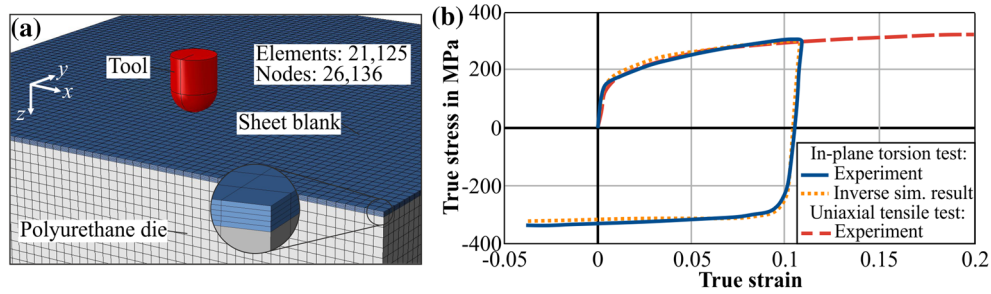 (a)
Elements: 21,125
Nodes: 26,136
Tool
y
x
z
Sheet blank
Polyurethane die
(b)
True stress in MPa
400
200
0
-200
-400
In-plane torsion test:
Experiment
Inverse sim. result
Uniaxial tensile test:
Experiment
-0.05
0
0.05
0.1
0.15
0.2
True strain